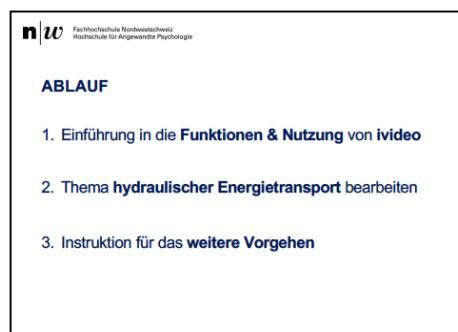 n|w Fachhochschule Nordwestschweiz
Hochschule für Angewandte Psychologie
ABLAUF
1. Einführung in die Funktionen & Nutzung von ivideo
2. Thema hydraulischer Energietransport bearbeiten
3. Instruktion für das weitere Vorgehen